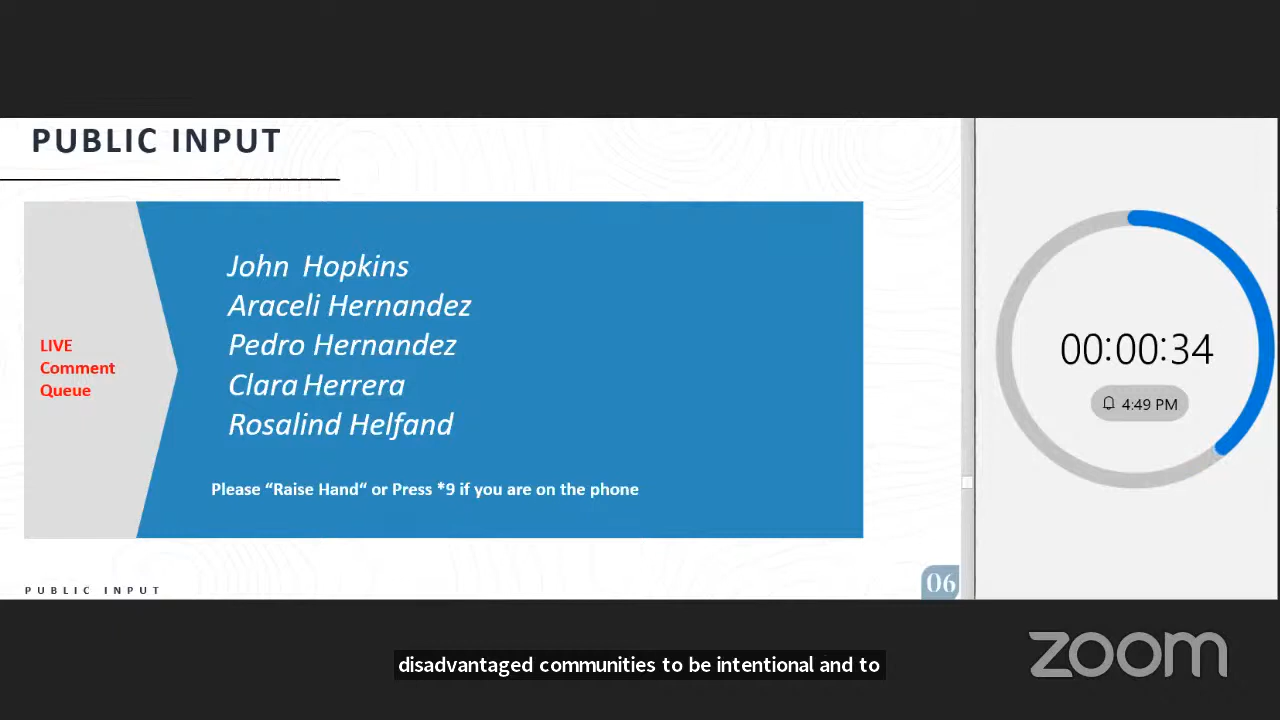 PUBLIC INPUT
LIVE
Comment
Queue
John Hopkins
Araceli Hernandez
Pedro Hernandez
Clara Herrera
Rosalind Helfand
Please “Raise Hand“ or Press *9 if you are on the phone
PUBLIC INPUT
06
00:00:34
4:49 PM
disadvantaged communities to be intentional and to
zoom